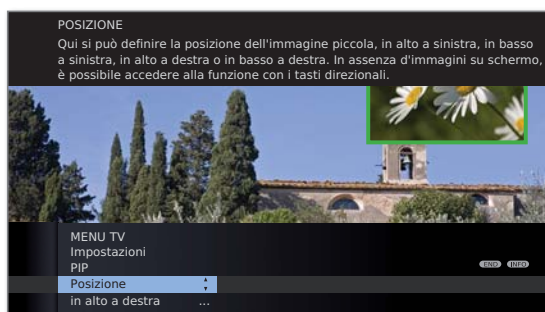 POSIZIONE
Qui si può definire la posizione dell'immagine piccola, in alto a sinistra, in basso
a sinistra, in alto a destra o in basso a destra. In assenza d'immagini su schermo,
è possibile accedere alla funzione con i tasti direzionali.
MENU TV
Impostazioni
PIP
END INFO
Posizione
in alto a destra ...